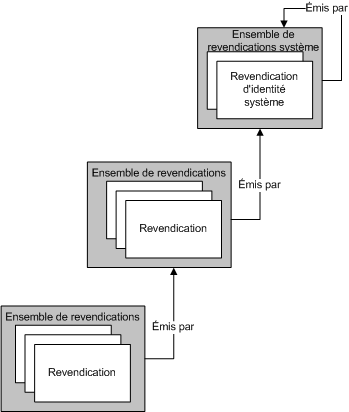 Émis par
Ensemble de
revendications système
Revendication
d'identité
système
Émis par
Ensemble de revendications
Revendication
Émis par
Ensemble de revendications
Revendication